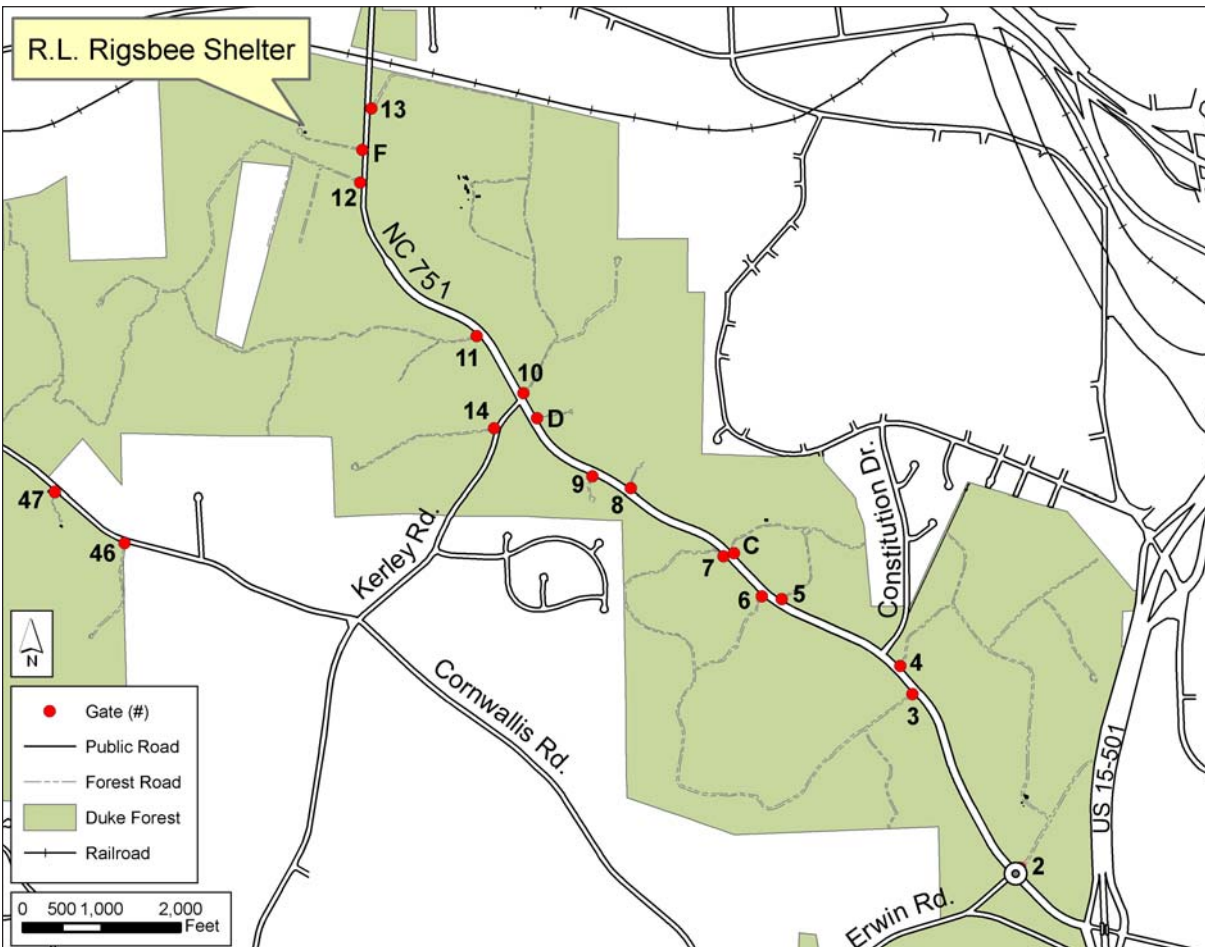 R.L. Rigsbee Shelter
13
F
12
NC 751
11
10
14
D
9
8
47
46
Kerley Rd.
C
7
Constitution Dr.
6
5
4
3
N
Cornwallis Rd.
Gate (#)
Public Road
Forest Road
Duke Forest
Railroad
US 15-501
2
Erwin Rd.
0 500 1,000 2,000
Feet